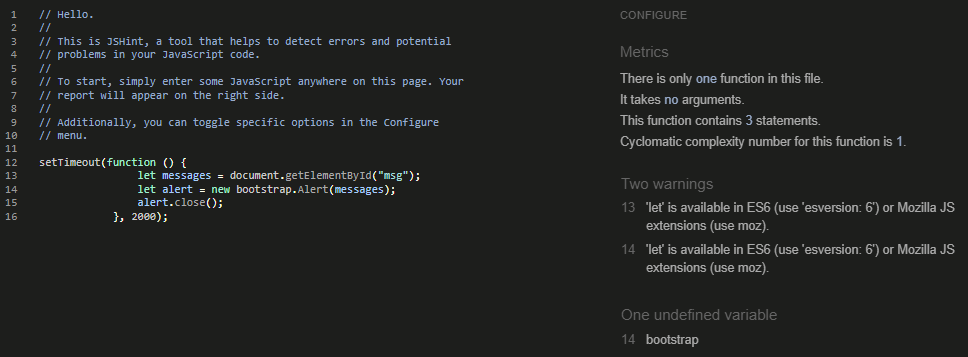 1 // Hello.
2 //
3 // This is JSHint, a tool that helps to detect errors and potential
4 // problems in your JavaScript code.
5 //
6 // To start, simply enter some JavaScript anywhere on this page. Your
7 // report will appear on the right side.
8 //
9 // Additionally, you can toggle specific options in the Configure
10 // menu.
11
12 setTimeout(function () {
13 let messages = document.getElementById("msg");
14 let alert = new bootstrap.Alert(messages);
15 alert.close();
16 }, 2000);
CONFIGURE
Metrics
There is only one function in this file.
It takes no arguments.
This function contains 3 statements.
Cyclomatic complexity number for this function is 1.
Two warnings
13 'let' is available in ES6 (use 'esversion: 6') or Mozilla JS
extensions (use moz).
14 'let' is available in ES6 (use 'esversion: 6') or Mozilla JS
extensions (use moz).
One undefined variable
14 bootstrap